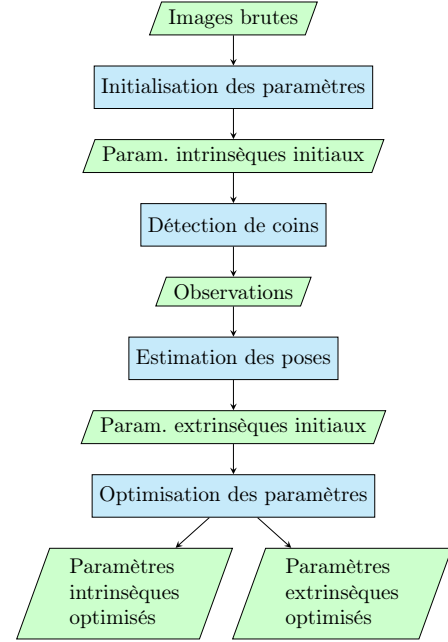 Images brutes
Initialisation des paramètres
Param. intrinsèques initiaux
Détection de coins
Observations
Estimation des poses
Param. extrinsèques initiaux
Optimisation des paramètres
Paramètres
intrinsèques
optimisés
Paramètres
extrinsèques
optimisés